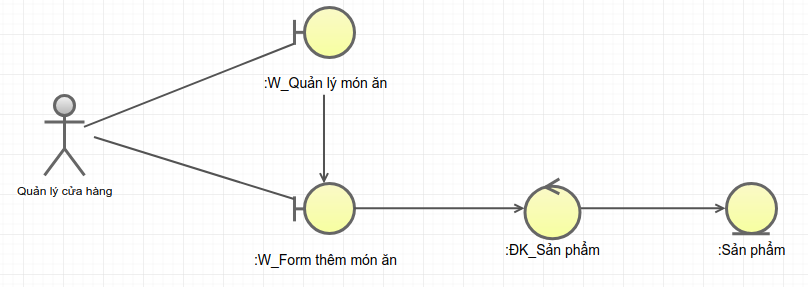 :W_Quản lý món ăn
Quản lý cửa hàng
:W_Form thêm món ăn
:ĐK_Sản phẩm
:Sản phẩm